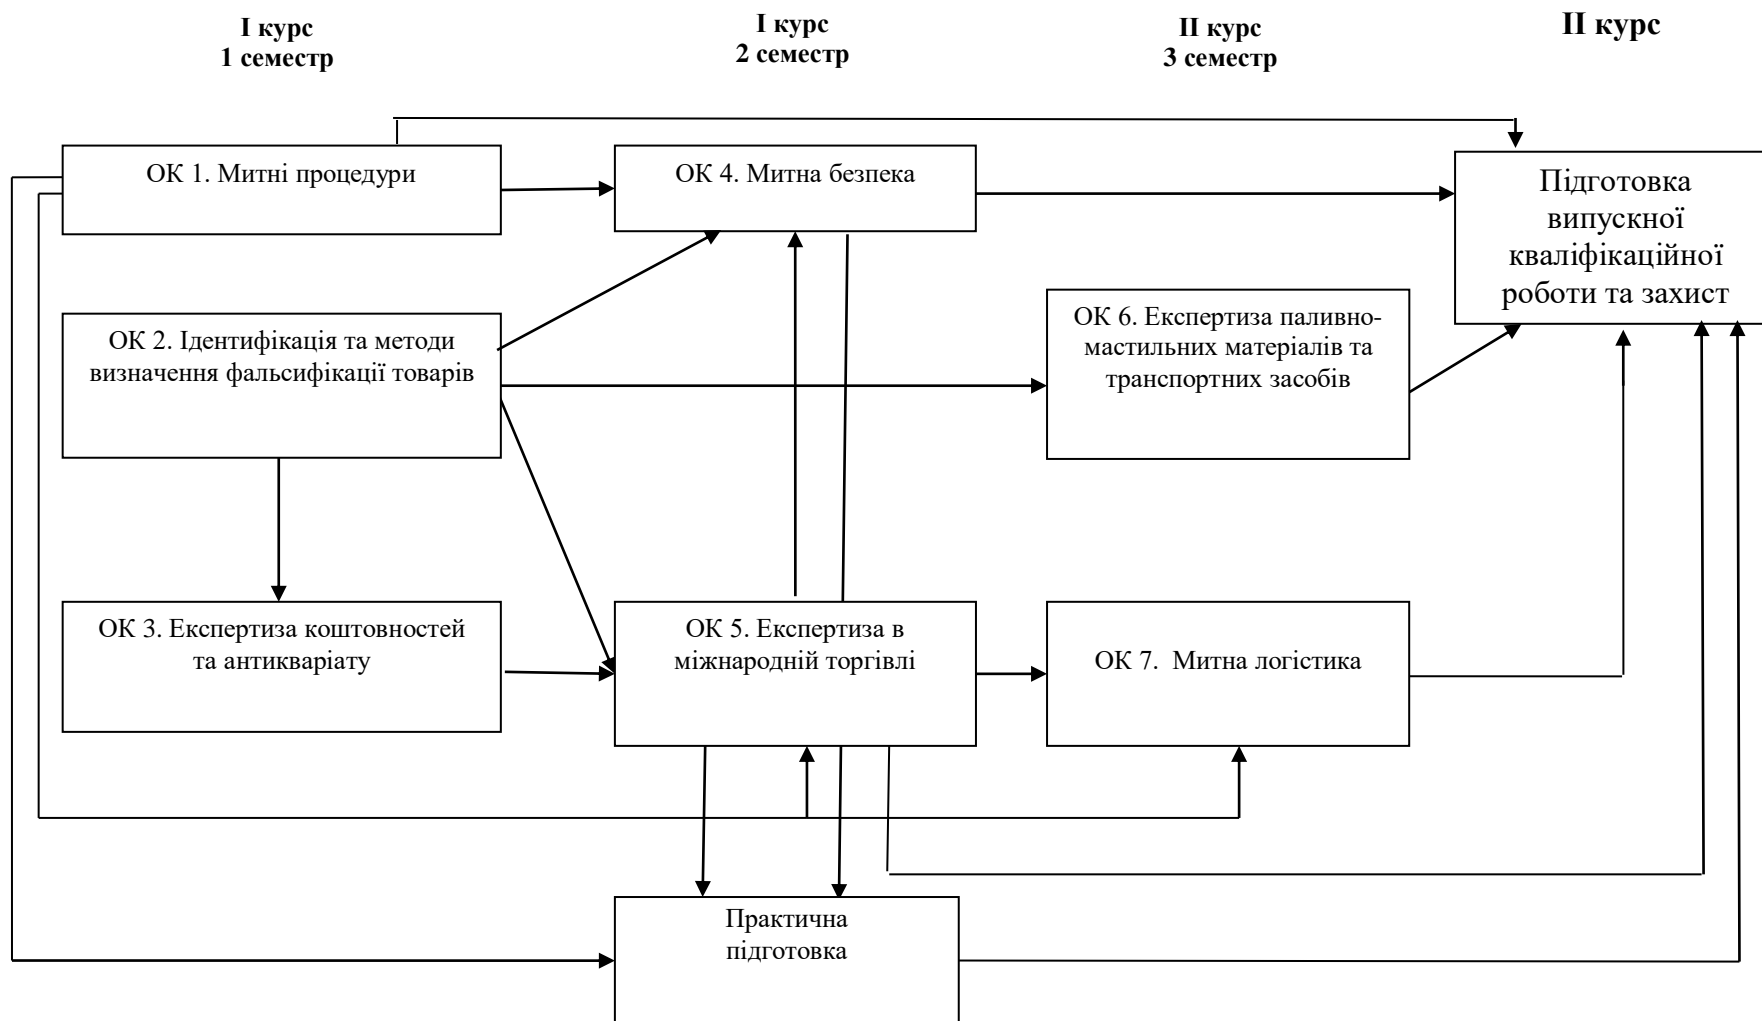 І курс
1 семестр
І курс
2 семестр
ІІ курс
3 семестр
ІІ курс
ОК 1. Митні процедури
ОК 4. Митна безпека
Підготовка
випускної
кваліфікаційної
роботи та захист
ОК 2. Ідентифікація та методи
визначення фальсифікації товарів
ОК 6. Експертиза паливно-
мастильних матеріалів та
транспортних засобів
ОК 3. Експертиза коштовностей
та антикваріату
ОК 5. Експертиза в
міжнародній торгівлі
ОК 7. Митна логістика
Практична
підготовка